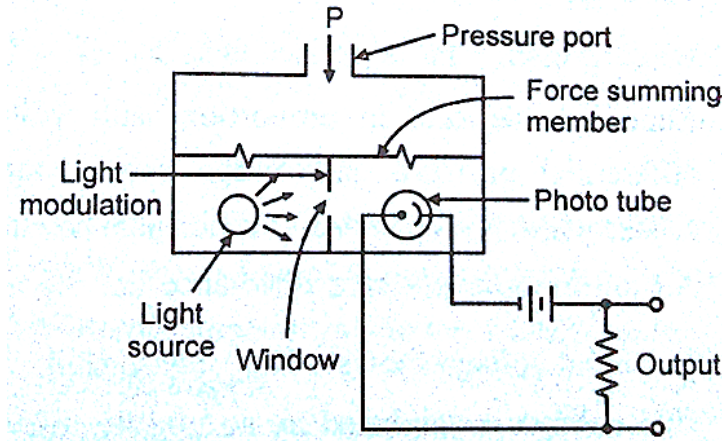 P
Pressure port
Force summing
member
Light
modulation
Photo tube
Light
source
Window
Output